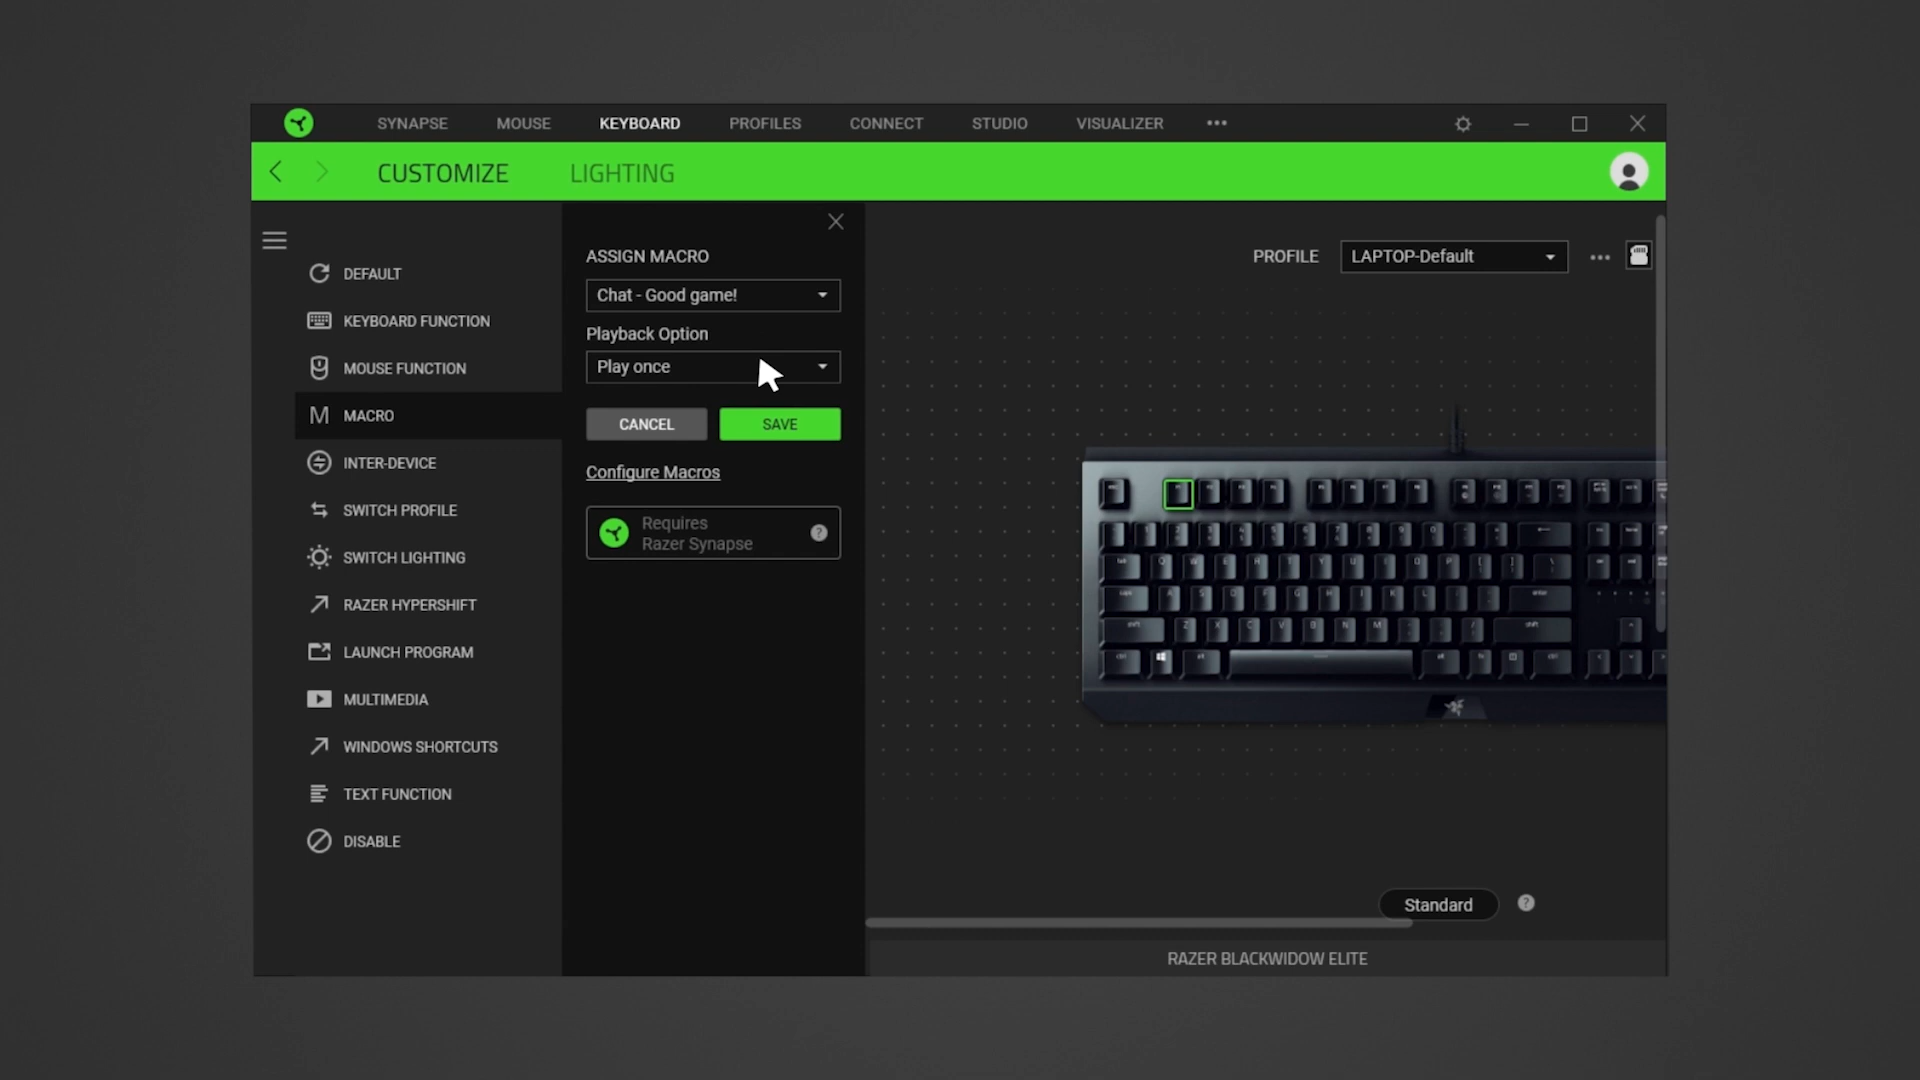 SYNAPSE MOUSE KEYBOARD PROFILES CONNECT STUDIO VISUALIZER
CUSTOMIZE LIGHTING
DEFAULT
KEYBOARD FUNCTION
MOUSE FUNCTION
MACRO
INTER-DEVICE
SWITCH PROFILE
SWITCH LIGHTING
RAZER HYPERSHIFT
LAUNCH PROGRAM
MULTIMEDIA
WINDOWS SHORTCUTS
TEXT FUNCTION
DISABLE
ASSIGN MACRO
Chat - Good game!
Playback Option
Play once
CANCEL SAVE
Configure Macros
Requires
Razer Synapse
PROFILE LAPTOP-Default
Standard
RAZER BLACKWIDOW ELITE